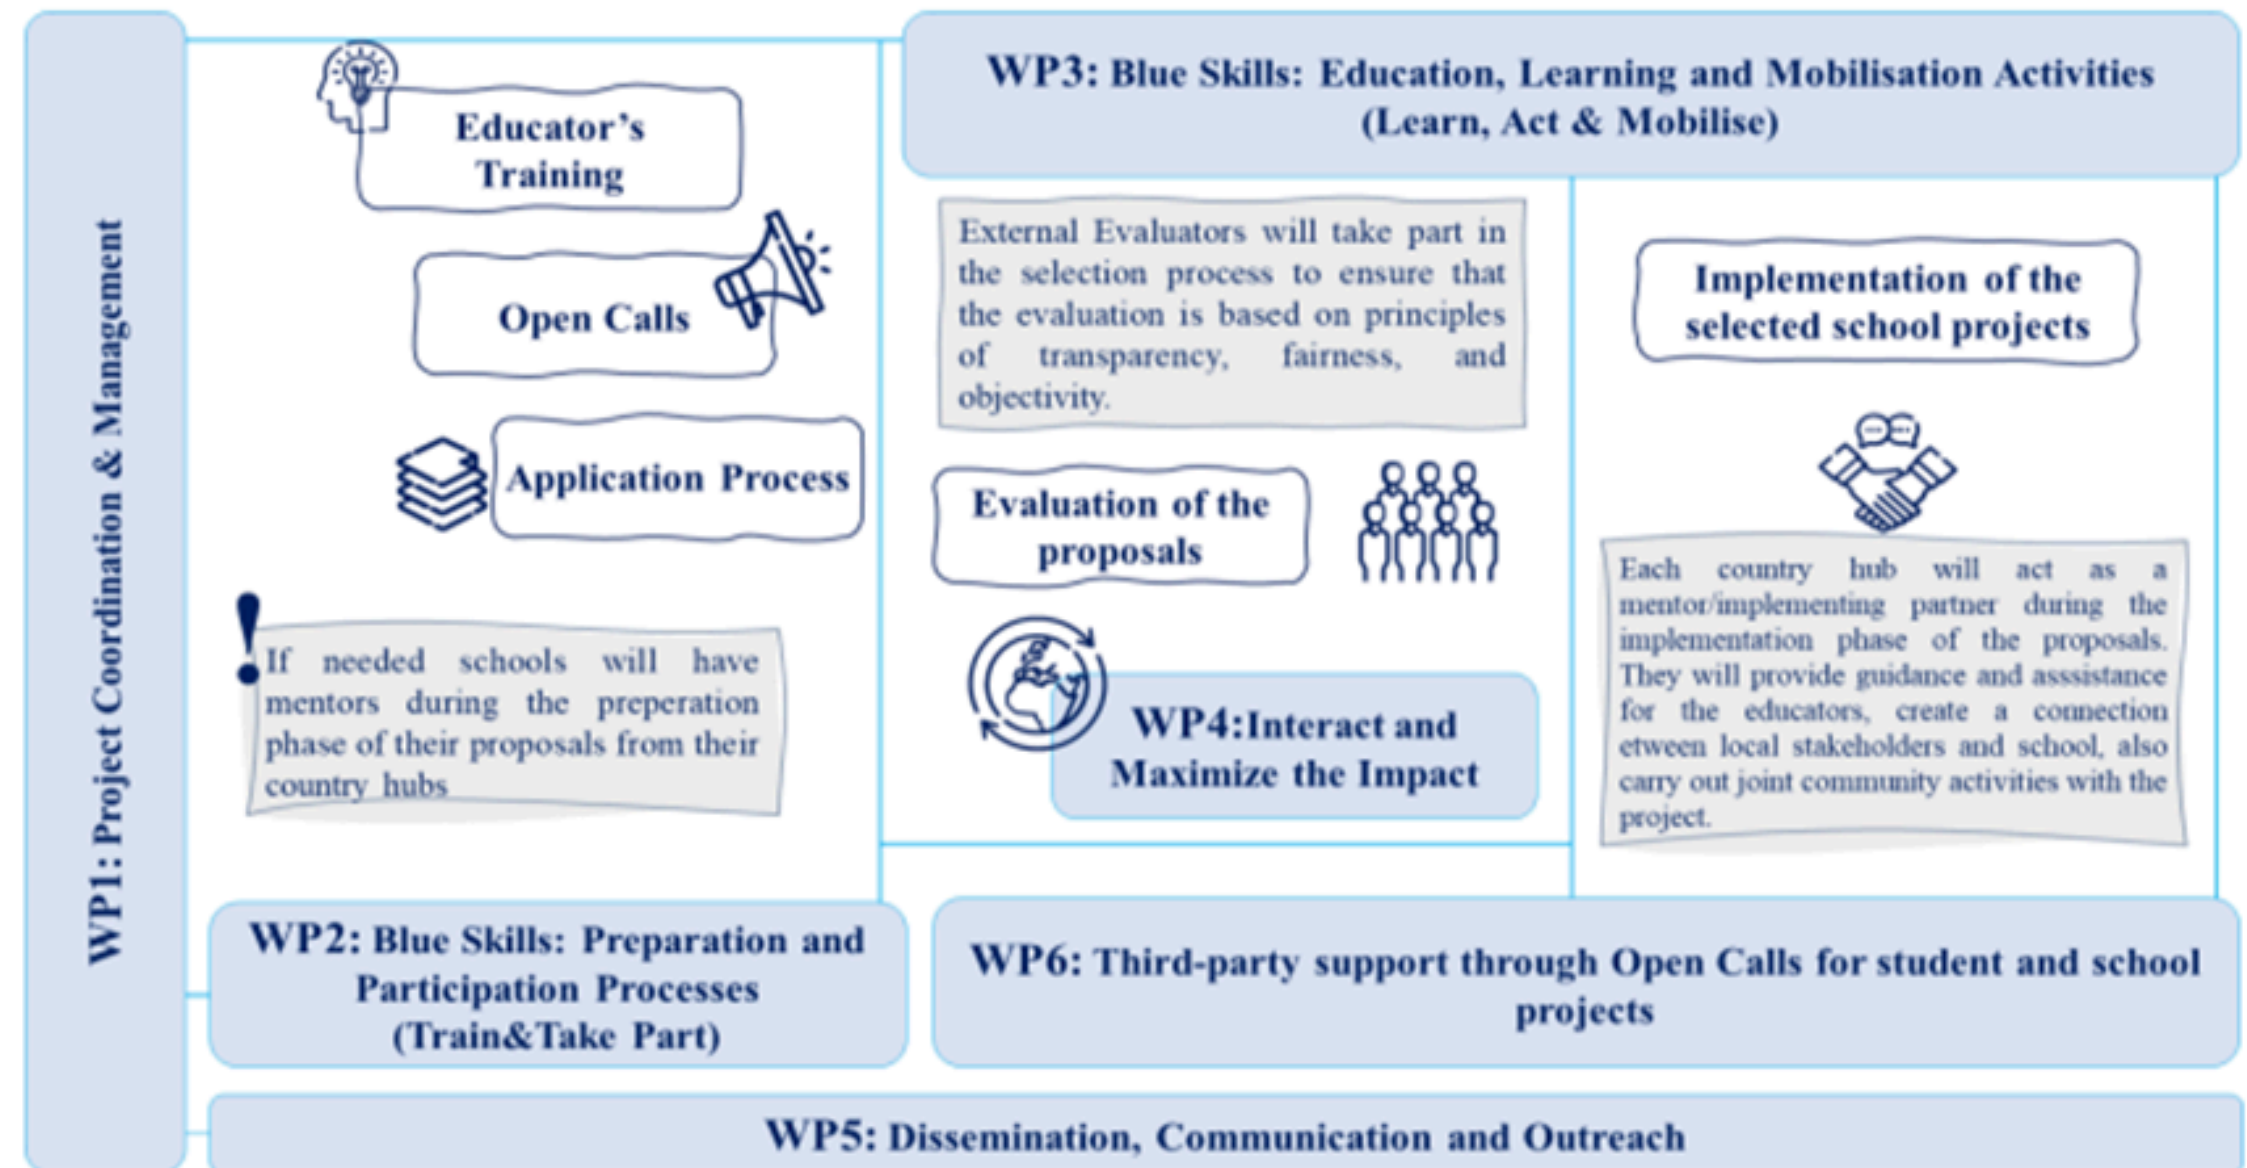 WP1: Project Coordination & Management
Educator's
Training
Open Calls
Application Process
If needed schools will have
mentors during the preperation
phase of their proposals from their
country hubs
WP2: Blue Skills: Preparation and
Participation Processes
(Train&Take Part)
WP3: Blue Skills: Education, Learning and Mobilisation Activities
(Learn, Act & Mobilise)
External Evaluators will take part in
the selection process to ensure that
the evaluation is based on principles
of transparency, fairness, and
objectivity.
Evaluation of the
proposals
WP4:Interact and
Maximize the Impact
Implementation of the
selected school projects
Each country hub will act as a
mentor/implementing partner during the
implementation phase of the proposals.
They will provide guidance and asssistance
for the educators, create a connection
etween local stakeholders and school, also
carry out joint community activities with the
project.
WP6: Third-party support through Open Calls for student and school
projects
WP5: Dissemination, Communication and Outreach